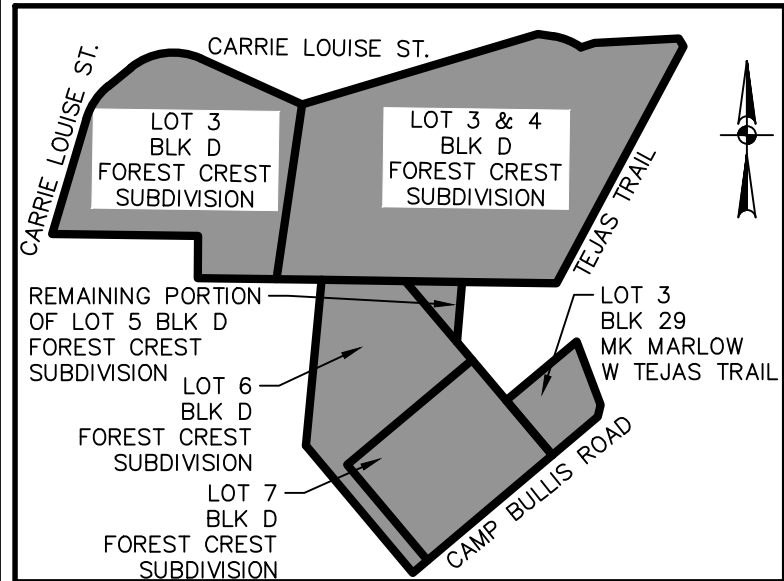 CARRIE LOUISE ST.
CARRIE LOUISE ST.
LOT 3
BLK D
FOREST CREST
SUBDIVISION
LOT 3 & 4
BLK D
FOREST CREST
SUBDIVISION
TEJAS TRAIL
REMAINING PORTION
OF LOT 5 BLK D
FOREST CREST
SUBDIVISION
LOT 3
BLK 29
MK MARLOW
W TEJAS TRAIL
LOT 6
BLK D
FOREST CREST
SUBDIVISION
LOT 7
BLK D
FOREST CREST
SUBDIVISION
CAMP BULLIS ROAD